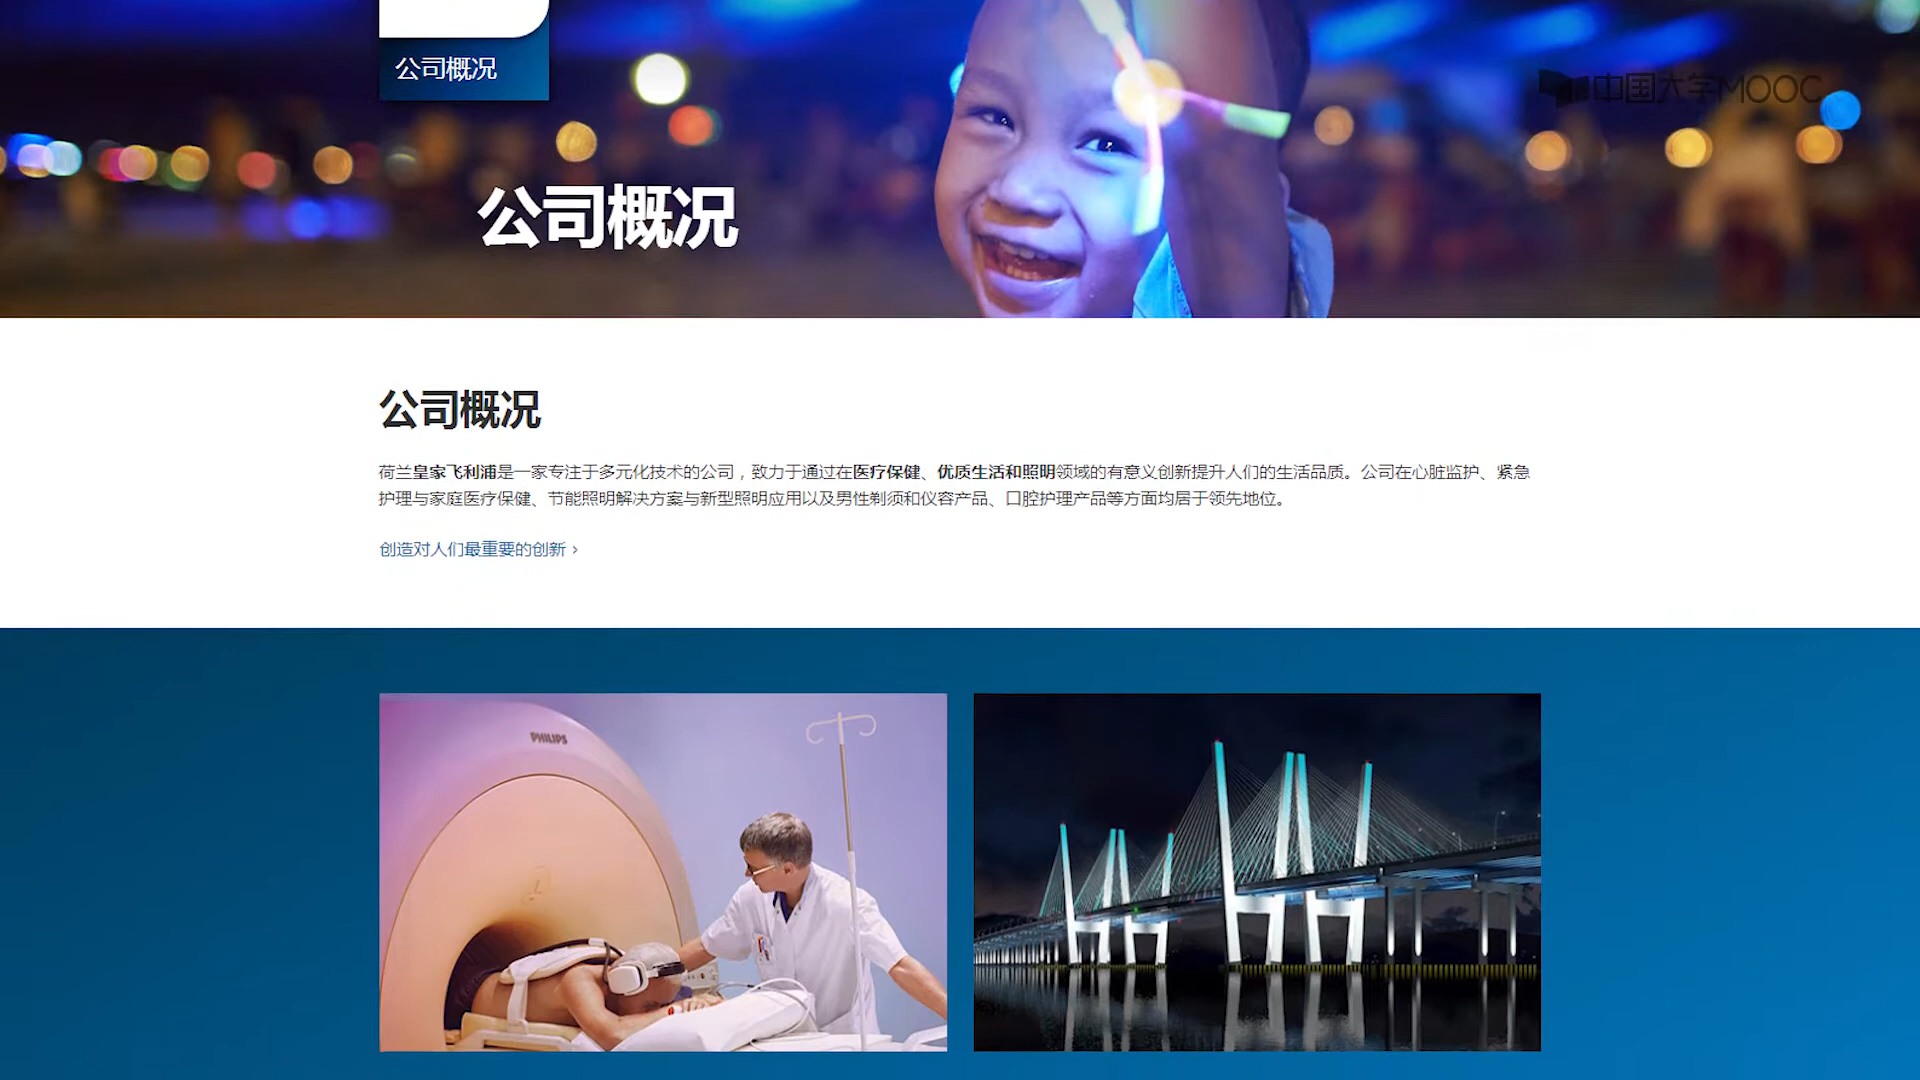 公司概况
中国大学MOOC
公司概况
公司概况
荷兰皇家飞利浦是一家专注于多元化技术的公司，致力于通过在医疗保健、优质生活和照明领域的有意义创新提升人们的生活品质。公司在心脏监护、紧急
护理与家庭医疗保健、节能照明解决方案与新型照明应用以及男性剃须和仪容产品、口腔护理产品等方面均居于领先地位。
创造对人们最重要的创新 ›
PHILIPS